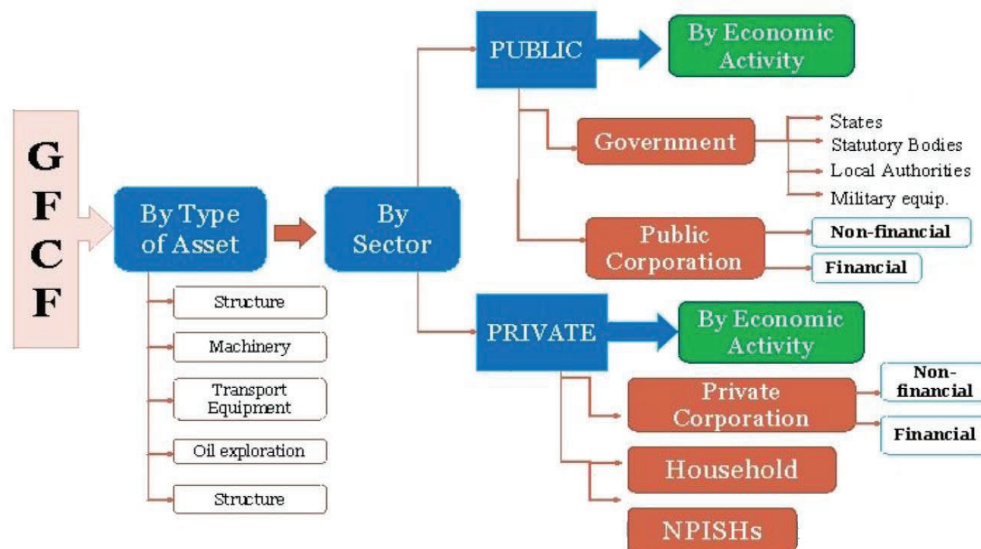 G
F
C
F
By Type
of Asset
Structure
Machinery
Transport
Equipment
Oil exploration
Structure
By
Sector
PUBLIC
By Economic
Activity
Government
States
Statutory Bodies
Local Authorities
Military equip.
Public
Corporation
Non-financial
Financial
PRIVATE
By Economic
Activity
Private
Corporation
Non-
financial
Financial
Household
NPISHs